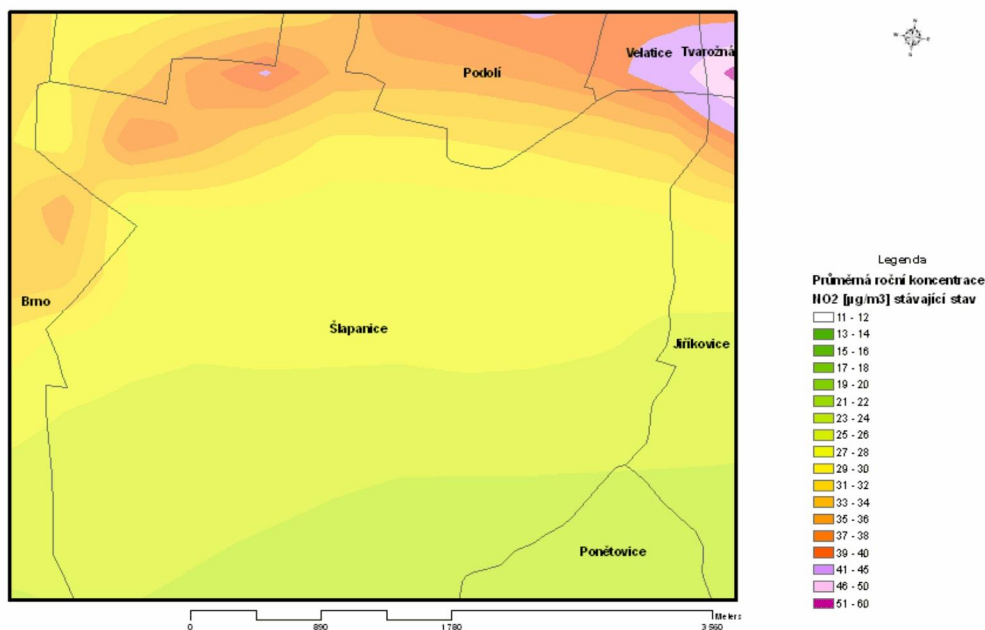 Velatice
Tvarožná
Podolí
Brno
Šlapanice
Jiříkovice
Ponětovice
N
W
E
S
Legenda
Průměrná roční koncentrace
NO2 [µg/m3] stávající stav
11 - 12
13 - 14
15 - 16
17 - 18
19 - 20
21 - 22
23 - 24
25 - 26
27 - 28
29 - 30
31 - 32
33 - 34
35 - 36
37 - 38
39 - 40
41 - 45
46 - 50
51 - 60
Meters
0
890
1 780
3 560